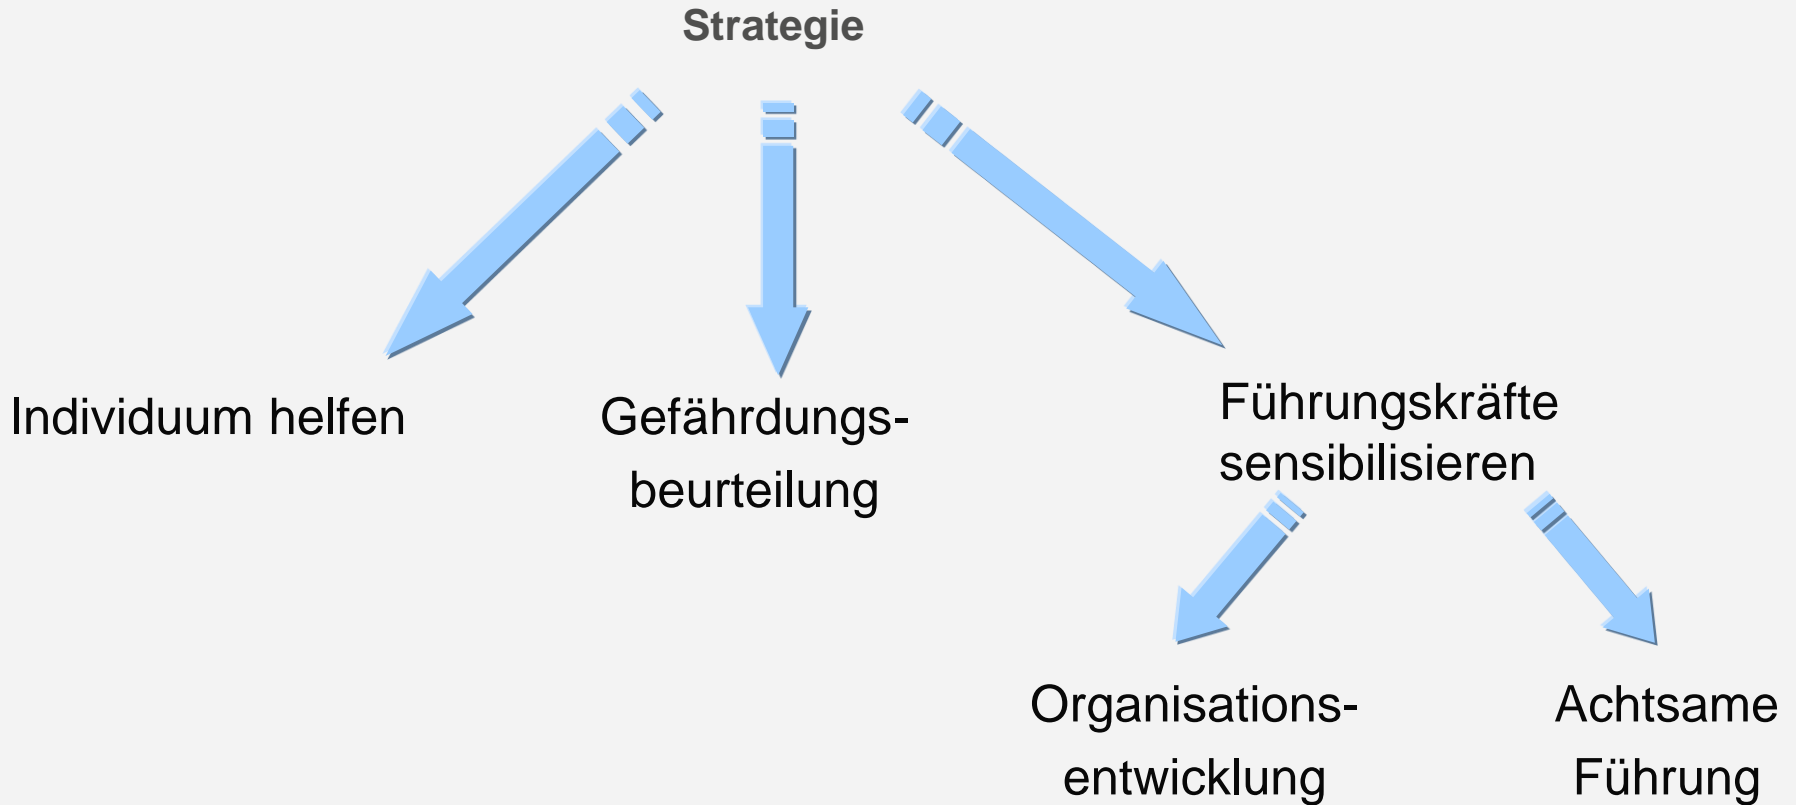 Strategie
Individuum helfen
Gefährdungs-
beurteilung
Führungskräfte
sensibilisieren
Organisations-
entwicklung
Achtsame
Führung